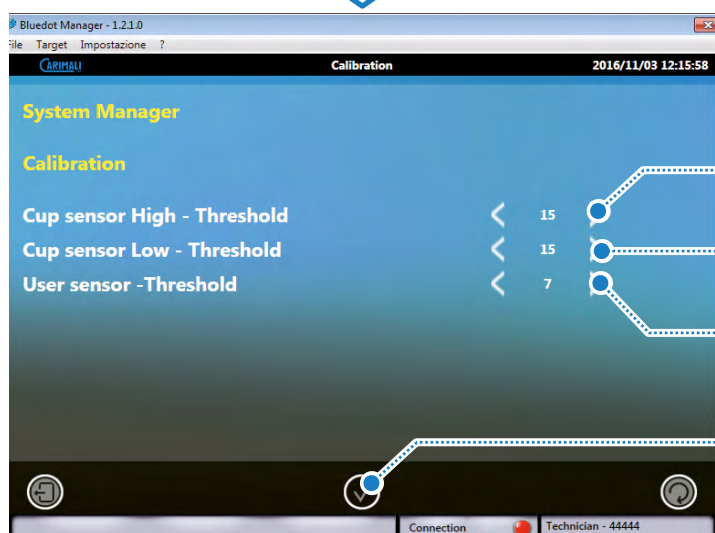 Bluedot Manager - 1.2.1.0
File Target Impostazione ?
CARIMALI Calibration 2016/11/03 12:15:58
System Manager
Calibration
Cup sensor High - Threshold 15
Cup sensor Low - Threshold 15
User sensor -Threshold 7
Connection Technician - 44444